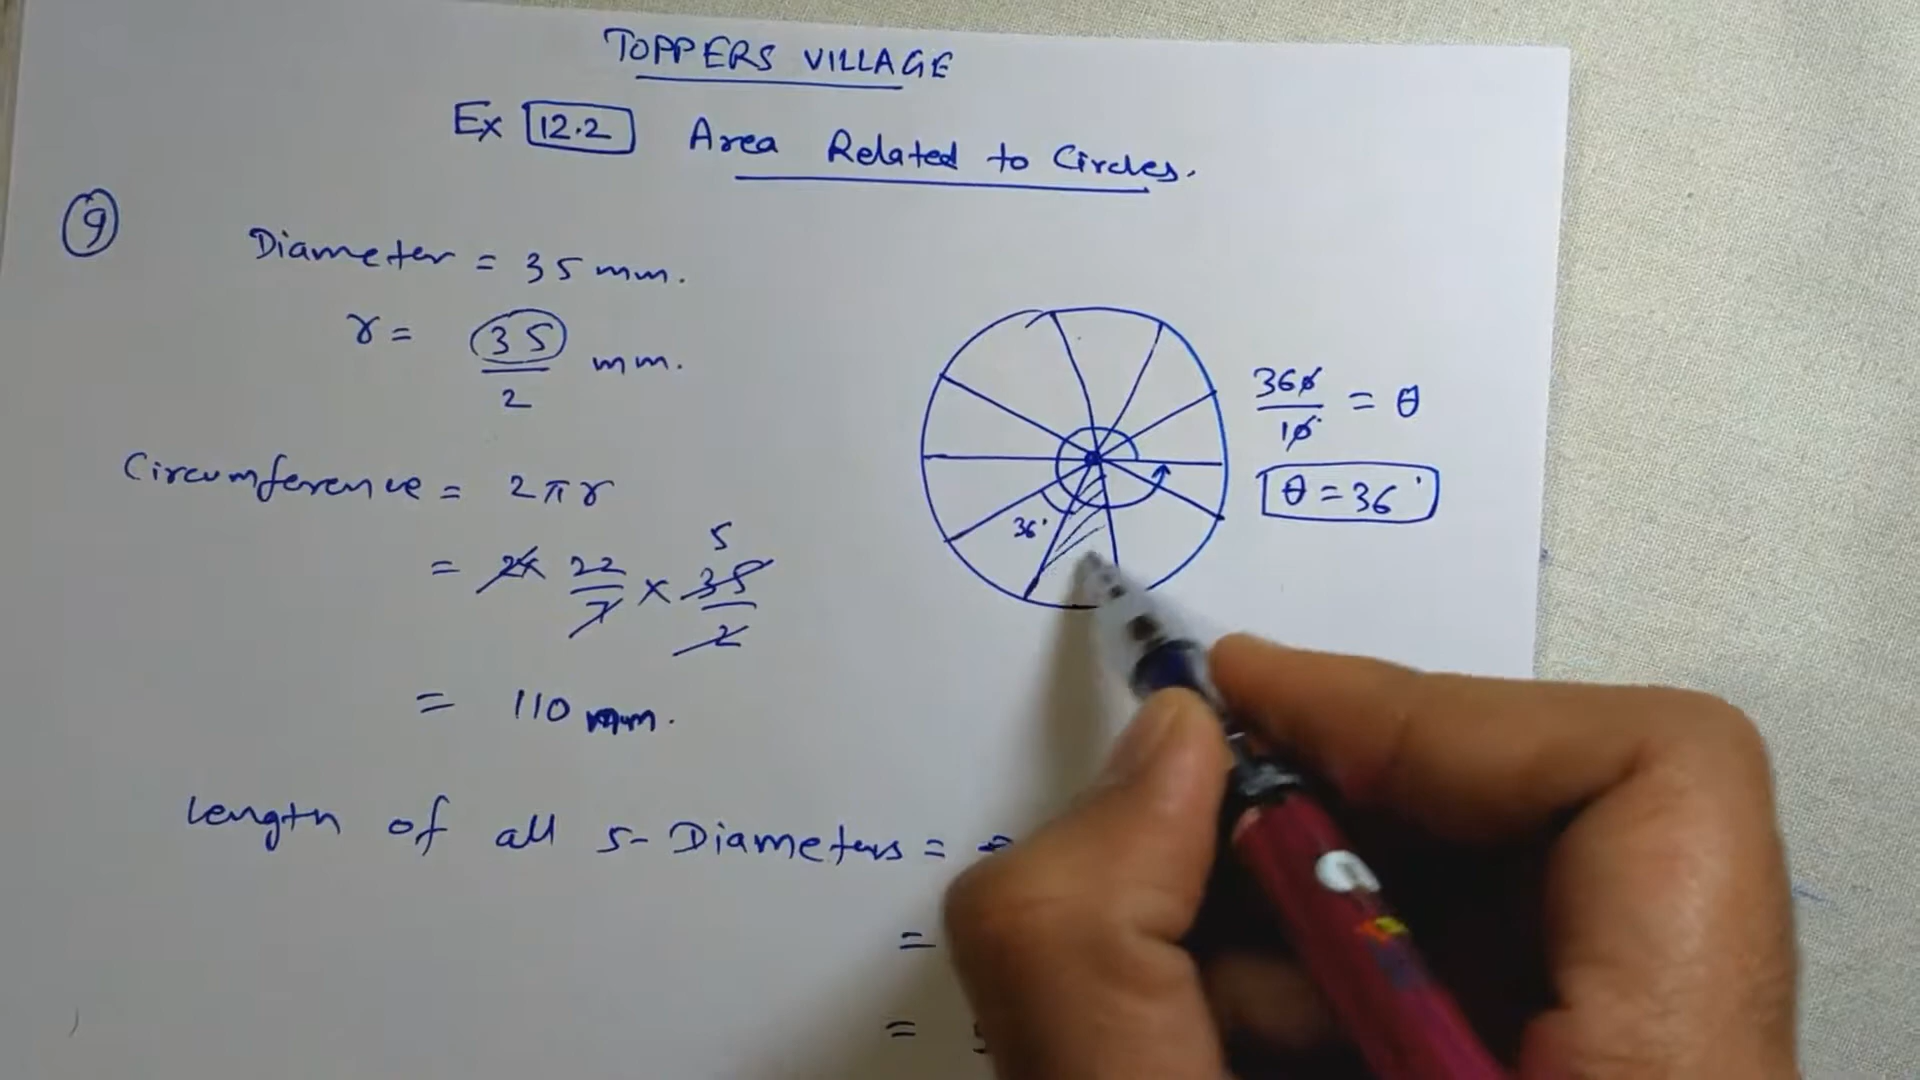 TOPPERS VILLAGE
Ex 12.2 Area Related to Circles.
9
Diameter = 35 mm.
r = 35/2 mm.
360/10 = θ
θ = 36°
Circumference = 2πr
36°
= 2x 22/7 x 35/2 5
= 110 mm.
Length of all 5-Diameters =
=
=